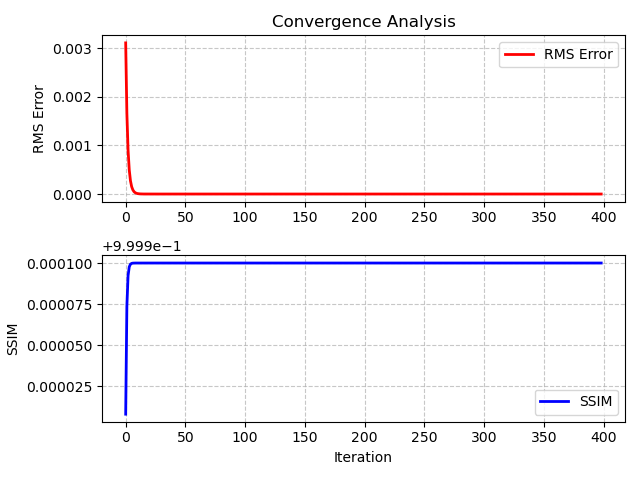 Convergence Analysis
RMS Error
0.003
0.002
0.001
0.000
RMS Error
0 50 100 150 200 250 300 350 400
+9.999e−1
SSIM
0.000100
0.000075
0.000050
0.000025
SSIM
0 50 100 150 200 250 300 350 400
Iteration